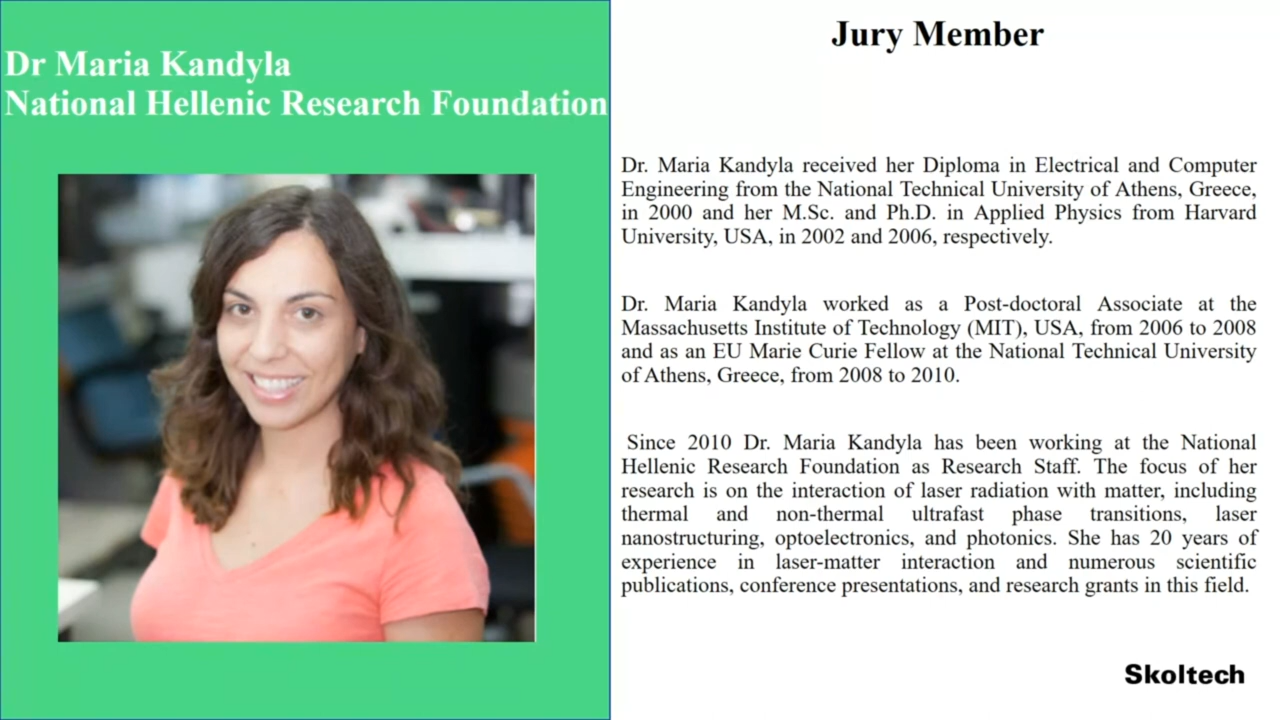 Dr Maria Kandyla
National Hellenic Research Foundation
Jury Member
Dr. Maria Kandyla received her Diploma in Electrical and Computer
Engineering from the National Technical University of Athens, Greece,
in 2000 and her M.Sc. and Ph.D. in Applied Physics from Harvard
University, USA, in 2002 and 2006, respectively.
Dr. Maria Kandyla worked as a Post-doctoral Associate at the
Massachusetts Institute of Technology (MIT), USA, from 2006 to 2008
and as an EU Marie Curie Fellow at the National Technical University
of Athens, Greece, from 2008 to 2010.
Since 2010 Dr. Maria Kandyla has been working at the National
Hellenic Research Foundation as Research Staff. The focus of her
research is on the interaction of laser radiation with matter, including
thermal and non-thermal ultrafast phase transitions, laser
nanostructuring, optoelectronics, and photonics. She has 20 years of
experience in laser-matter interaction and numerous scientific
publications, conference presentations, and research grants in this field.
Skoltech